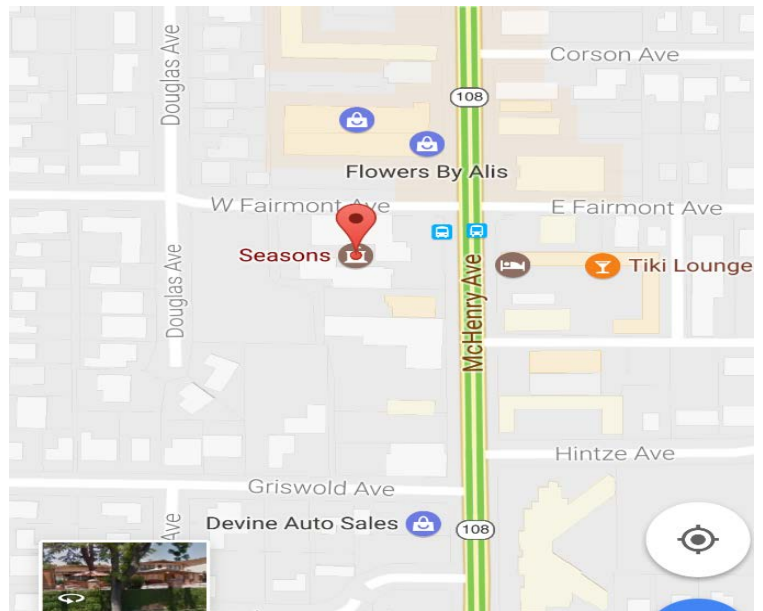 Douglas Ave
Corson Ave
108
Flowers By Alis
W Fairmont Ave
E Fairmont Ave
Seasons
Tiki Lounge
Douglas Ave
McHenry Ave
Hintze Ave
Griswold Ave
Devine Auto Sales
108
Ave